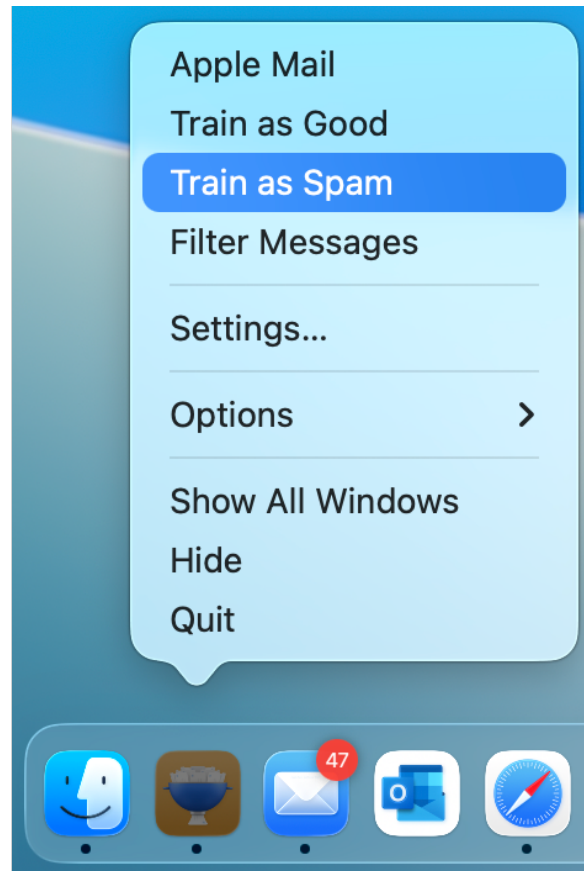 Apple Mail
Train as Good
Train as Spam
Filter Messages
Settings...
Options
Show All Windows
Hide
Quit
47
O